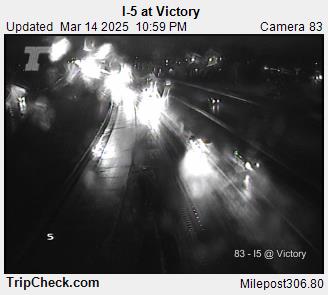 I-5 at Victory
Updated Mar 14 2025 10:59 PM Camera 83
T
S
83 - I5 @ Victory
TripCheck.com Milepost306.80